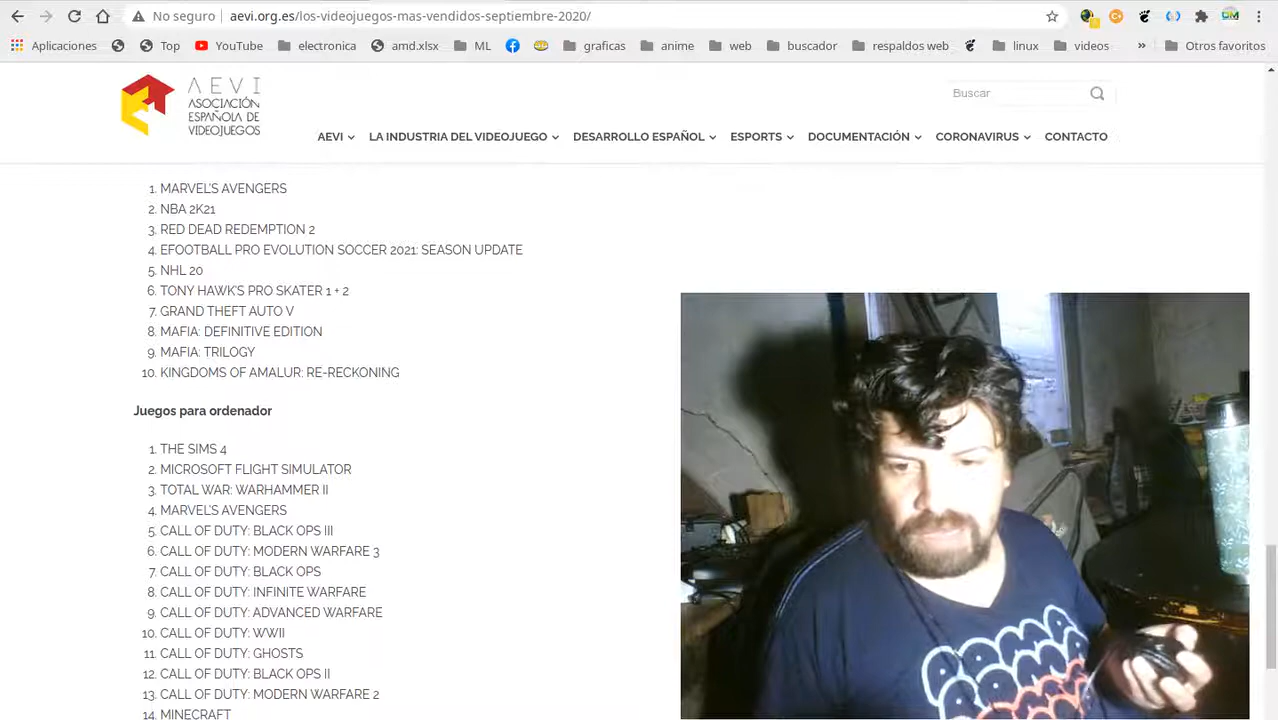 No seguro
aevi.org.es/los-videojuegos-mas-vendidos-septiembre-2020/
Aplicaciones
Top
YouTube
electronica
amd.xlsx
ML
graficas
anime
web
buscador
respaldos web
linux
videos
»
Otros favoritos
AEVI
ASOCIACIÓN
ESPAÑOLA DE
VIDEOJUEGOS
Buscar
AEVI
LA INDUSTRIA DEL VIDEOJUEGO
DESARROLLO ESPAÑOL
ESPORTS
DOCUMENTACIÓN
CORONAVIRUS
CONTACTO
1. MARVEL'S AVENGERS
2. NBA 2K21
3. RED DEAD REDEMPTION 2
4. EFOOTBALL PRO EVOLUTION SOCCER 2021: SEASON UPDATE
5. NHL 20
6. TONY HAWK'S PRO SKATER 1 + 2
7. GRAND THEFT AUTO V
8. MAFIA: DEFINITIVE EDITION
9. MAFIA: TRILOGY
10. KINGDOMS OF AMALUR: RE-RECKONING
Juegos para ordenador
1. THE SIMS 4
2. MICROSOFT FLIGHT SIMULATOR
3. TOTAL WAR: WARHAMMER II
4. MARVEL'S AVENGERS
5. CALL OF DUTY: BLACK OPS III
6. CALL OF DUTY: MODERN WARFARE 3
7. CALL OF DUTY: BLACK OPS
8. CALL OF DUTY: INFINITE WARFARE
9. CALL OF DUTY: ADVANCED WARFARE
10. CALL OF DUTY: WWII
11. CALL OF DUTY: GHOSTS
12. CALL OF DUTY: BLACK OPS II
13. CALL OF DUTY: MODERN WARFARE 2
14. MINECRAFT